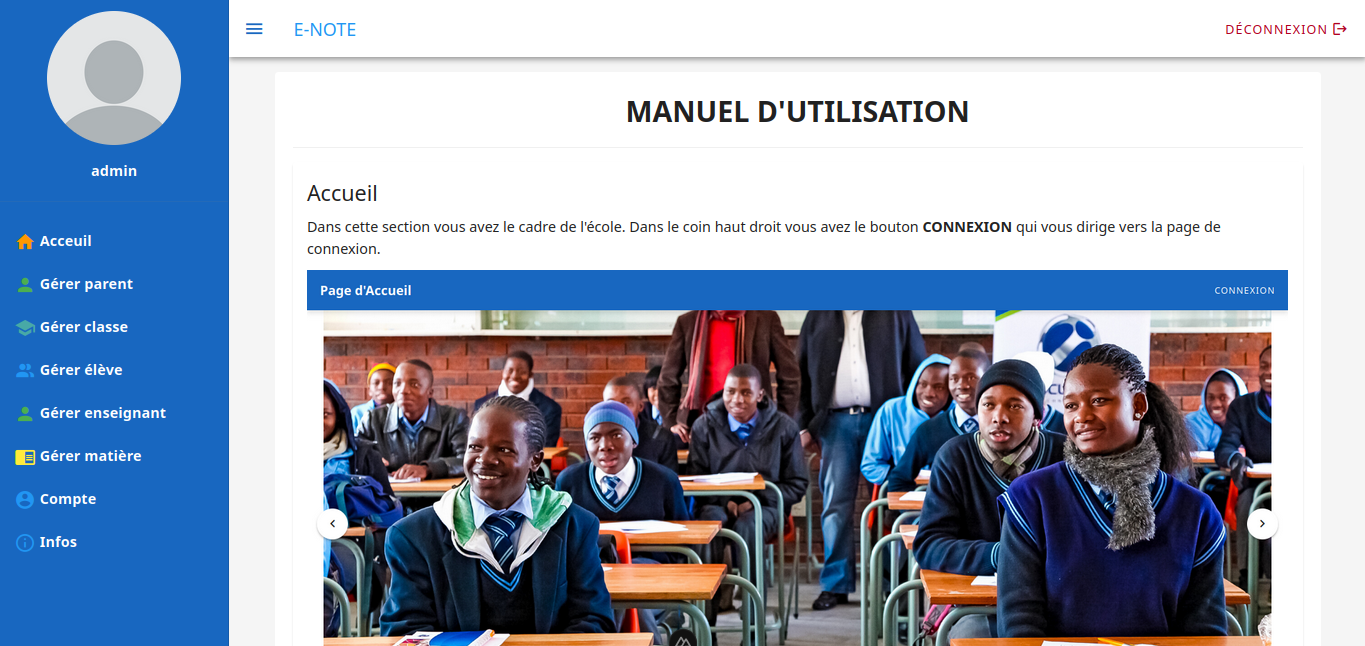 E-NOTE
DÉCONNEXION
admin
Acceuil
Gérer parent
Gérer classe
Gérer élève
Gérer enseignant
Gérer matière
Compte
Infos
MANUEL D'UTILISATION
Accueil
Dans cette section vous avez le cadre de l'école. Dans le coin haut droit vous avez le bouton CONNEXION qui vous dirige vers la page de
connexion.
Page d'Accueil
CONNEXION